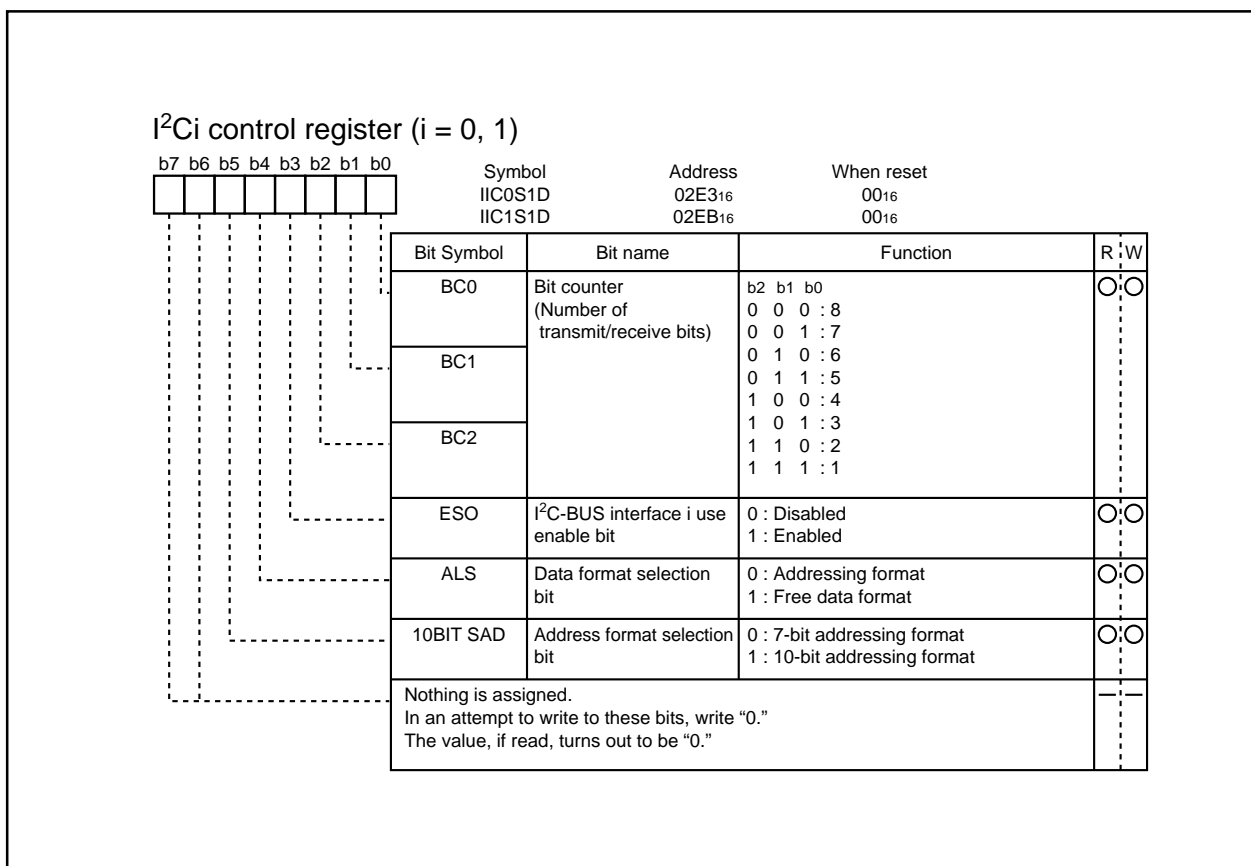 I²Ci control register (i = 0, 1)
b7 b6 b5 b4 b3 b2 b1 b0
Symbol Address When reset
IIC0S1D 02E3₁₆ 00₁₆
IIC1S1D 02EB₁₆ 00₁₆
Bit Symbol Bit name Function R W
BC0 Bit counter b2 b1 b0
(Number of 0 0 0 : 8
transmit/receive bits) 0 0 1 : 7
0 1 0 : 6
BC1 0 1 1 : 5
1 0 0 : 4
1 0 1 : 3
BC2 1 1 0 : 2
1 1 1 : 1
ESO I²C-BUS interface i use 0 : Disabled
enable bit 1 : Enabled
ALS Data format selection 0 : Addressing format
bit 1 : Free data format
10BIT SAD Address format selection 0 : 7-bit addressing format
bit 1 : 10-bit addressing format
Nothing is assigned. — —
In an attempt to write to these bits, write “0.”
The value, if read, turns out to be “0.”